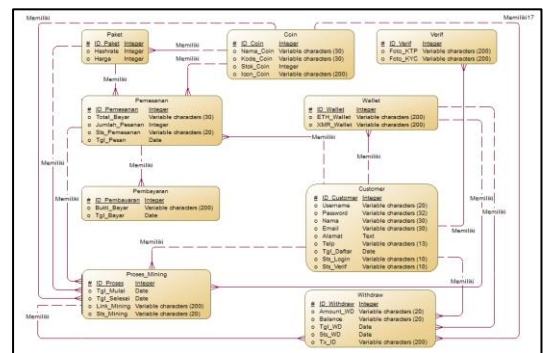 Memiliki
Memiliki17
Paket
# ID_Paket Integer
o Hashrate Integer
o Harga Integer
Memiliki
Coin
# ID_Coin Integer
o Nama_Coin Variable characters (30)
o Kode_Coin Variable characters (30)
o Stok_Coin Integer
o Icon_Coin Variable characters (200)
Verif
# ID_Verif Integer
o Foto_KTP Variable characters (200)
o Foto_KYC Variable characters (200)
Memiliki
Memiliki
Pemesanan
# ID_Pemesanan Integer
o Total_Bayar Variable characters (30)
o Jumlah_Pesanan Integer
o Sts_Pemesanan Variable characters (20)
o Tgl_Pesan Date
Wallet
# ID_Wallet Integer
o ETH_Wallet Variable characters (200)
o XMR_Wallet Variable characters (200)
Memiliki
Memiliki
Memiliki
Memiliki
Memiliki
Pembayaran
# ID_Pembayaran Integer
o Bukti_Bayar Variable characters (200)
o Tgl_Bayar Date
Customer
# ID_Customer Integer
o Username Variable characters (20)
o Password Variable characters (32)
o Nama Variable characters (30)
o Email Variable characters (30)
o Alamat Text
o Telp Variable characters (13)
o Tgl_Daftar Date
o Sts_Login Variable characters (10)
o Sts_Verif Variable characters (10)
Memiliki
Memiliki
Memiliki
Proses_Mining
# ID_Proses Integer
o Tgl_Mulai Date
o Tgl_Selesai Date
o Link_Mining Variable characters (200)
o Sts_Mining Variable characters (20)
Memiliki
Memiliki
Withdraw
# ID_Withdraw Integer
o Amount_WD Variable characters (20)
o Balance Variable characters (20)
o Tgl_WD Date
o Sts_WD Date
o Tx_ID Variable characters (200)
Memiliki